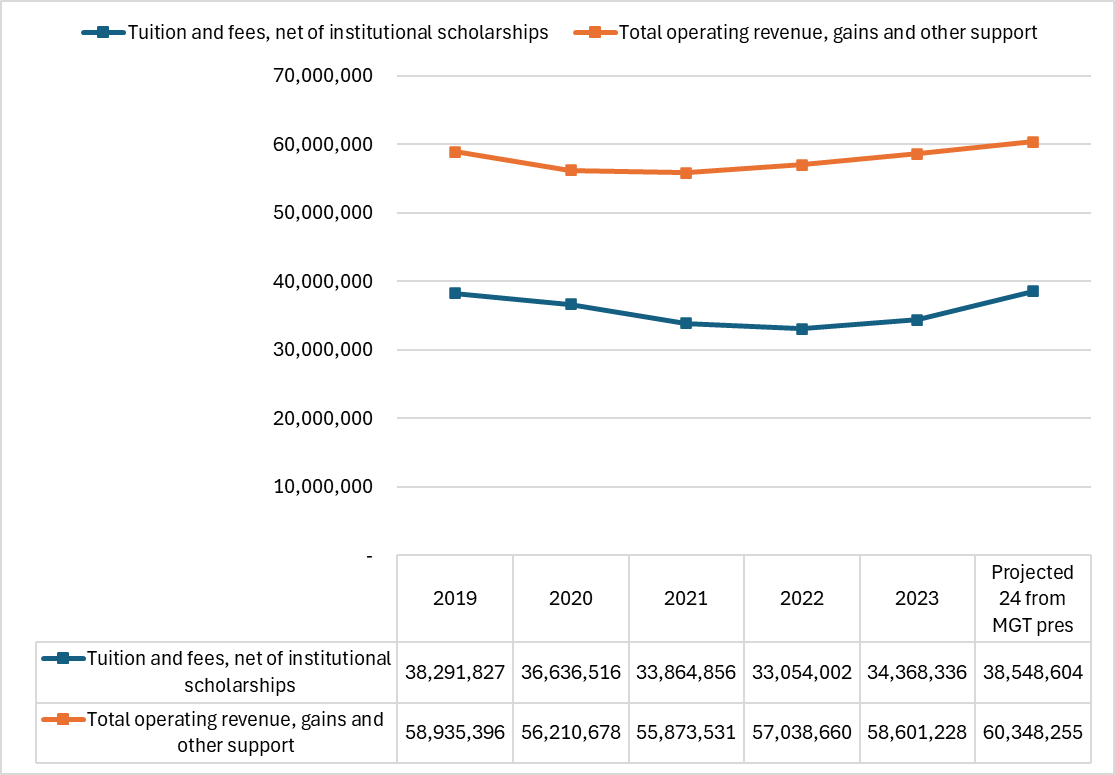 Tuition and fees, net of institutional scholarships Total operating revenue, gains and other support
70,000,000
60,000,000
50,000,000
40,000,000
30,000,000
20,000,000
10,000,000
-
2019 2020 2021 2022 2023 Projected
24 from
MGT pres
Tuition and fees, net of institutional
scholarships 38,291,827 36,636,516 33,864,856 33,054,002 34,368,336 38,548,604
Total operating revenue, gains and
other support 58,935,396 56,210,678 55,873,531 57,038,660 58,601,228 60,348,255